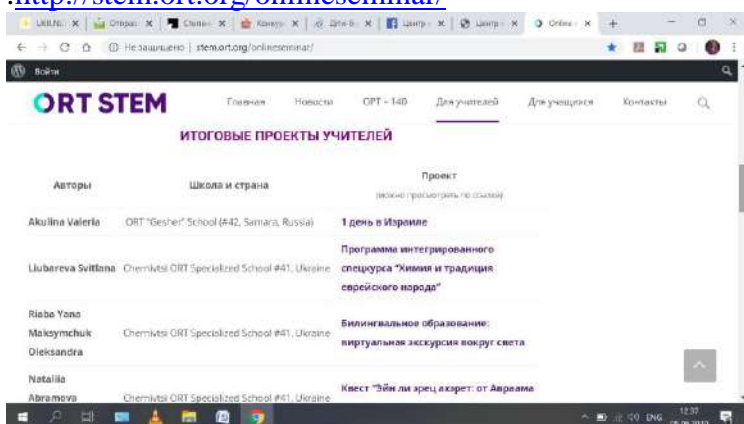 :http://stem.ort.org/onlineseminar/
Не защищено | stem.ort.org/onlineseminar/
Войти
ORT STEM Главная Новости ОРТ - 140 Для учителей Для учащихся Контакты
ИТОГОВЫЕ ПРОЕКТЫ УЧИТЕЛЕЙ
Авторы Школа и страна Проект
(можно просмотреть по ссылке)
Akulina Valeria ORT "Gesher" School (#42, Samara, Russia) 1 день в Израиле
Программа интегрированного
Liubareva Svitlana Chernivtsi ORT Specialized School #41, Ukraine спецкурса "Химия и традиция
еврейского народа"
Riaba Yana
Maksymchuk Chernivtsi ORT Specialized School #41, Ukraine Билингвальное образование:
Oleksandra виртуальная экскурсия вокруг света
Nataliia
Abramova Chernivtsi ORT Specialized School #41, Ukraine Квест "Эйн ли эрец ахэрет: от Авраама
ENG 12:37